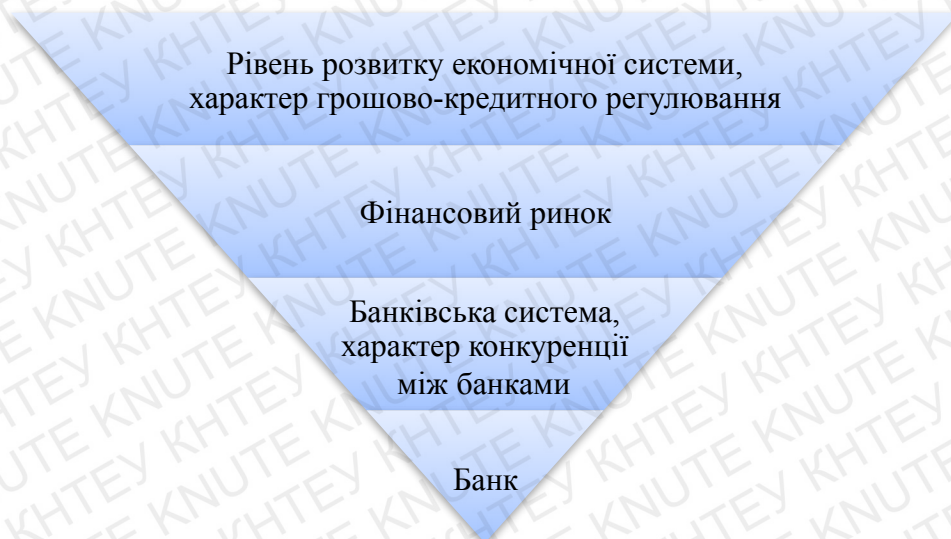 Рівень розвитку економічної системи,
характер грошово-кредитного регулювання
Фінансовий ринок
Банківська система,
характер конкуренції
між банками
Банк